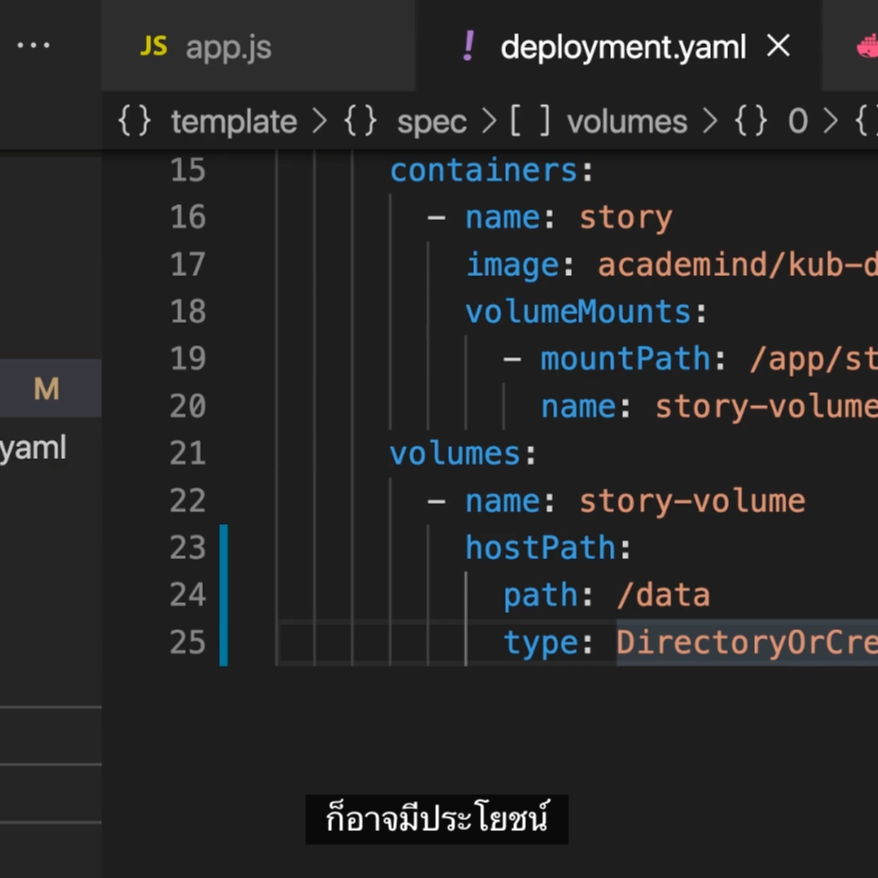 ... JS app.js ! deployment.yaml ×
{} template > {} spec > [ ] volumes > {} 0 > {}
15 containers:
16 - name: story
17 image: academind/kub-d
18 volumeMounts:
19 - mountPath: /app/st
M
20 name: story-volume
yaml
21 volumes:
22 - name: story-volume
23 hostPath:
24 path: /data
25 type: DirectoryOrCre
ก็อาจมีประโยชน์